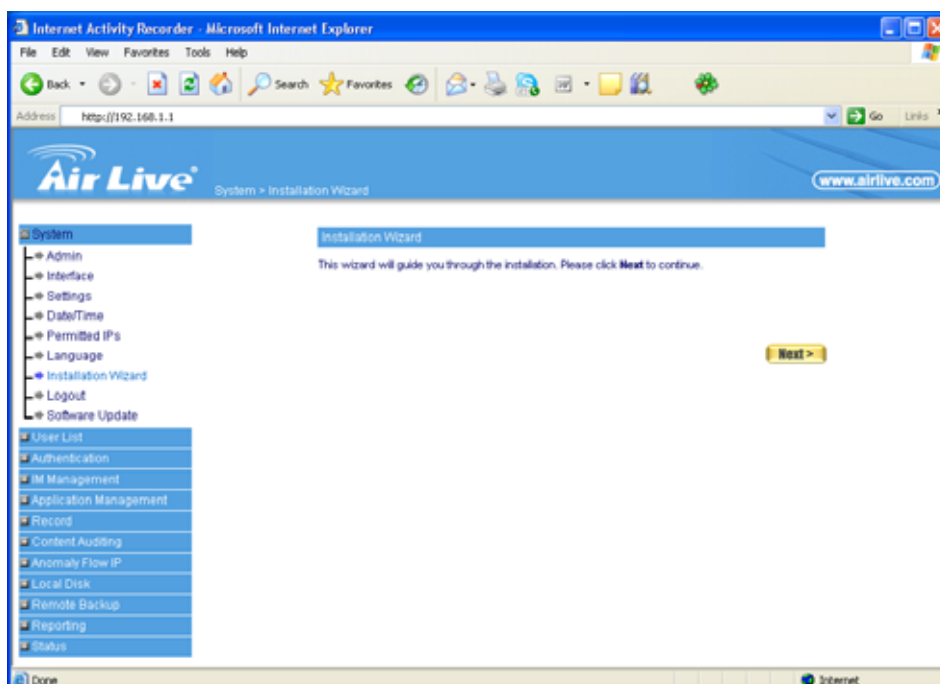 Internet Activity Recorder - Microsoft Internet Explorer
File Edit View Favorites Tools Help
Back Search Favorites
Address http://192.168.1.1 Go Links
Air Live®
System > Installation Wizard
www.airlive.com
System
Admin
Interface
Settings
Date/Time
Permitted IPs
Language
Installation Wizard
Logout
Software Update
User List
Authentication
IM Management
Application Management
Record
Content Auditing
Anomaly Flow IP
Local Disk
Remote Backup
Reporting
Status
Installation Wizard
This wizard will guide you through the installation. Please click Next to continue.
Next >
Done Internet